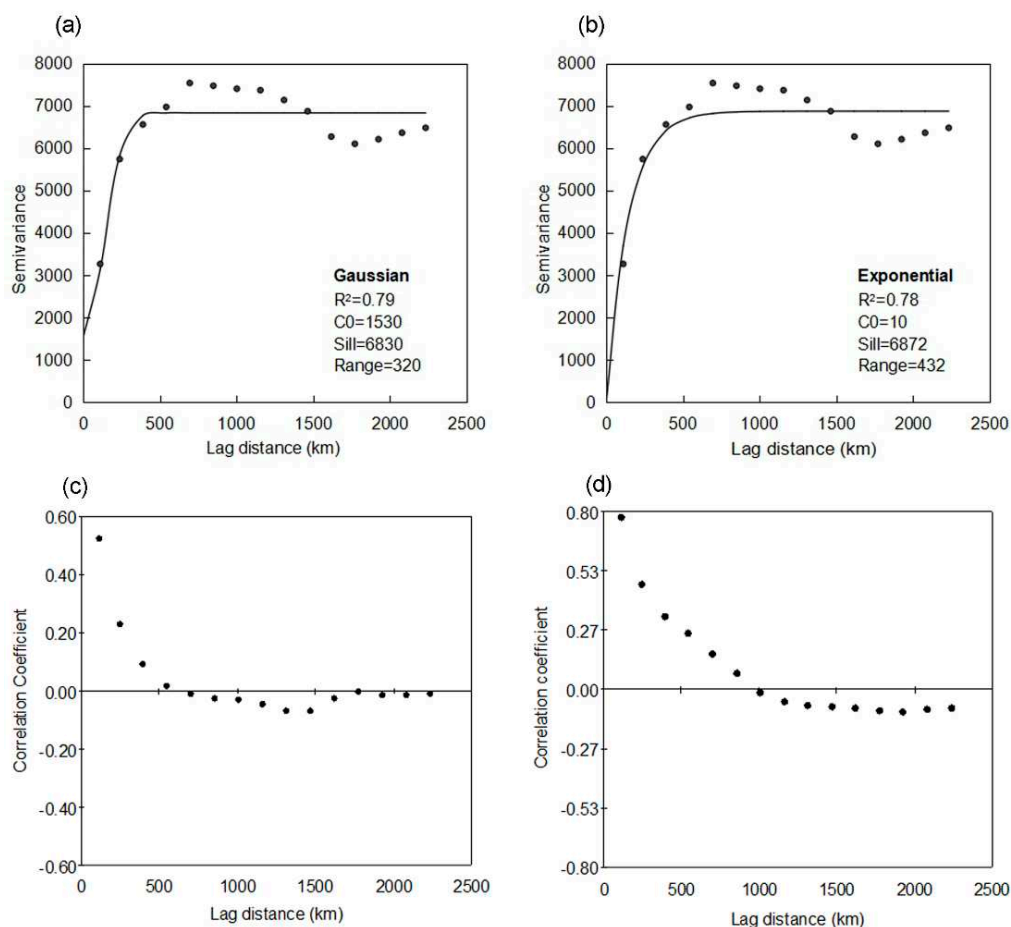 (a)
8000
7000
6000
5000
4000
3000
2000
1000
0
Semivariance
Gaussian
R²=0.79
C0=1530
Sill=6830
Range=320
0 500 1000 1500 2000 2500
Lag distance (km)
(b)
8000
7000
6000
5000
4000
3000
2000
1000
0
Semivariance
Exponential
R²=0.78
C0=10
Sill=6872
Range=432
0 500 1000 1500 2000 2500
Lag distance (km)
(c)
0.60
0.40
0.20
0.00
-0.20
-0.40
-0.60
Correlation Coefficient
0 500 1000 1500 2000 2500
Lag distance (km)
(d)
0.80
0.53
0.27
0.00
-0.27
-0.53
-0.80
Correlation coefficient
0 500 1000 1500 2000 2500
Lag distance (km)